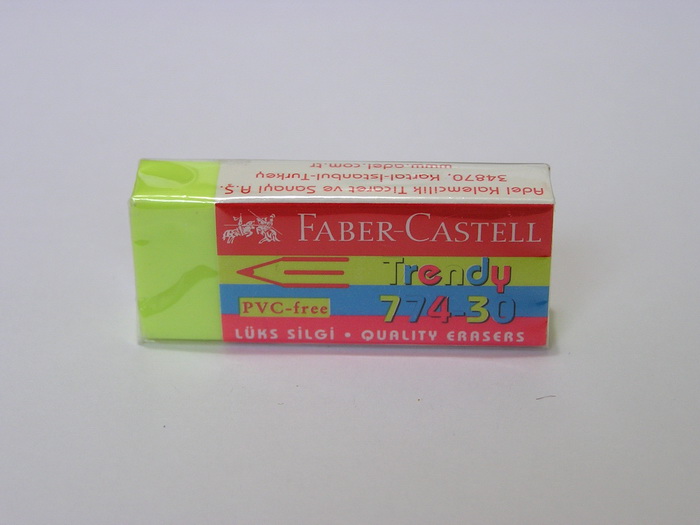 Adel Kalemcilik Ticaret ve Sanayi A.Ş.
34870, Kartal-Istanbul-Turkey
www.adel.com.tr
FABER-CASTELL
Trendy
PVC-free
774-30
LÜKS SİLGİ • QUALITY ERASERS